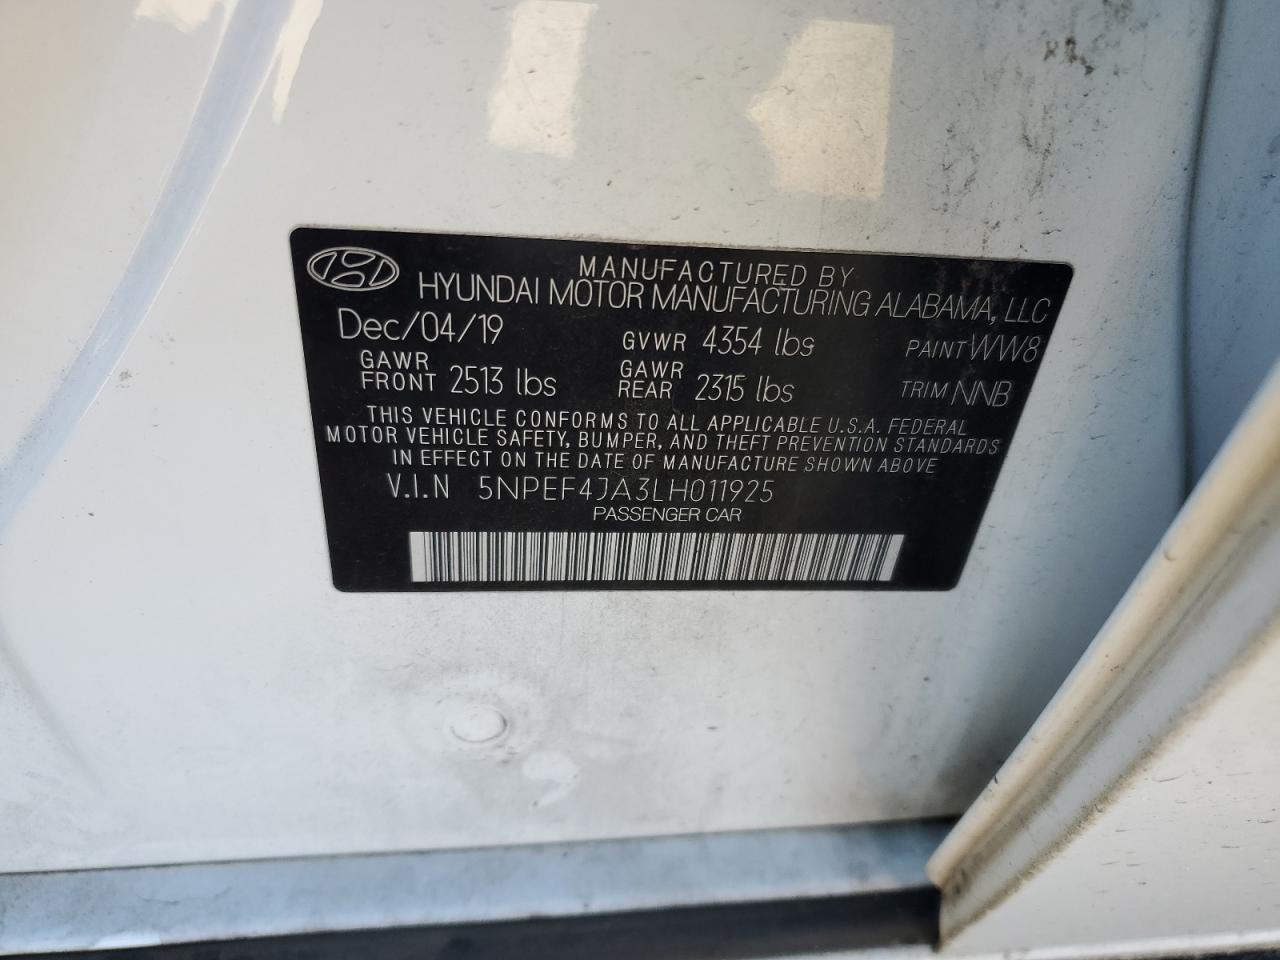 MANUFACTURED BY
HYUNDAI MOTOR MANUFACTURING ALABAMA, LLC
Dec/04/19 GVWR 4354 lbs PAINT WW8
GAWR FRONT 2513 lbs GAWR REAR 2315 lbs TRIM NNB
THIS VEHICLE CONFORMS TO ALL APPLICABLE U.S.A. FEDERAL
MOTOR VEHICLE SAFETY, BUMPER, AND THEFT PREVENTION STANDARDS
IN EFFECT ON THE DATE OF MANUFACTURE SHOWN ABOVE
V.I.N 5NPEF4JA3LH011925
PASSENGER CAR